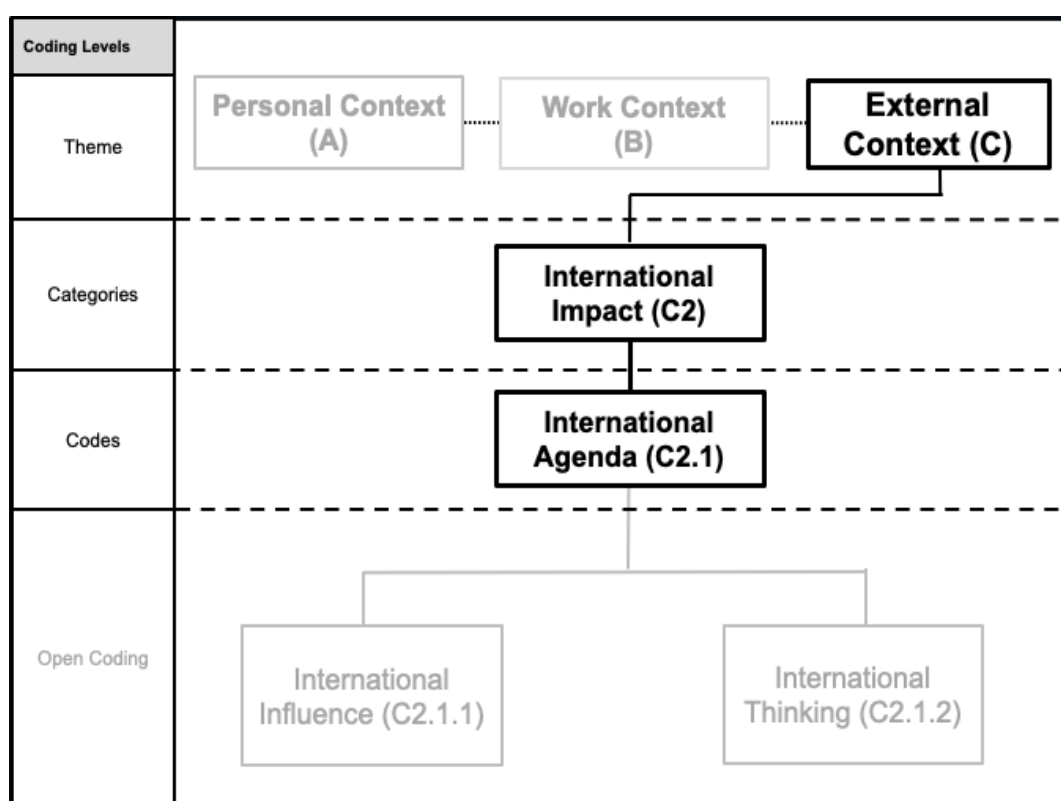 Coding Levels
Theme
Personal Context
(A)
Work Context
(B)
External
Context (C)
Categories
International
Impact (C2)
Codes
International
Agenda (C2.1)
Open Coding
International
Influence (C2.1.1)
International
Thinking (C2.1.2)